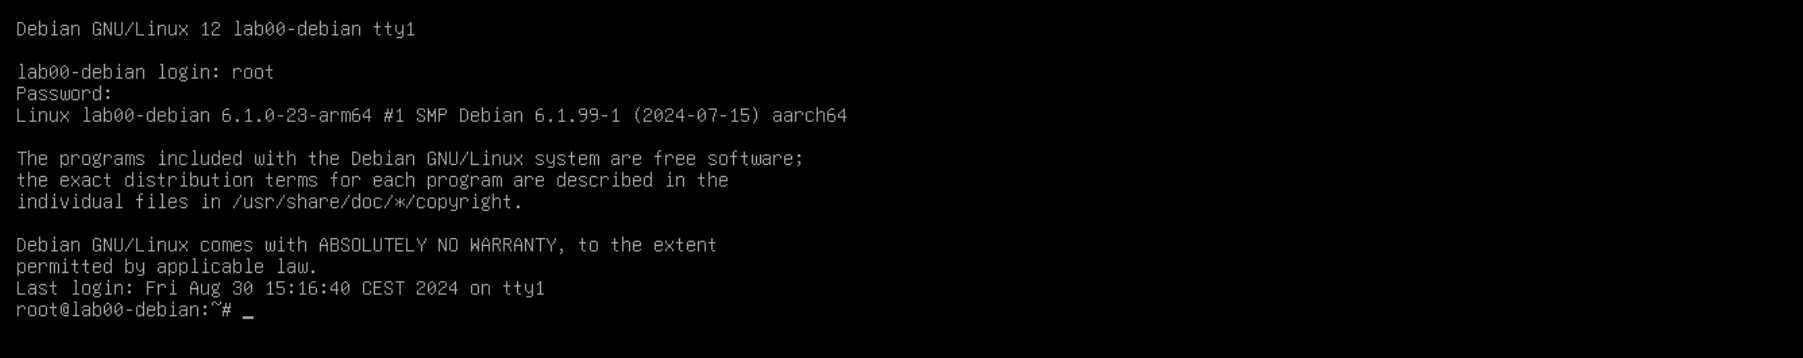 Debian GNU/Linux 12 lab00-debian tty1
lab00-debian login: root
Password:
Linux lab00-debian 6.1.0-23-arm64 #1 SMP Debian 6.1.99-1 (2024-07-15) aarch64
The programs included with the Debian GNU/Linux system are free software;
the exact distribution terms for each program are described in the
individual files in /usr/share/doc/*/copyright.
Debian GNU/Linux comes with ABSOLUTELY NO WARRANTY, to the extent
permitted by applicable law.
Last login: Fri Aug 30 15:16:40 CEST 2024 on tty1
root@lab00-debian:~# _